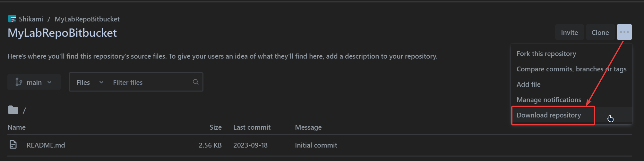 Shikami / MyLabRepoBitbucket
MyLabRepoBitbucket
Invite
Clone
Here's where you'll find this repository's source files. To give your users an idea of what they'll find here, add a description to your repository.
main
Files
Filter files
Fork this repository
Compare commits, branches or tags
Add file
Manage notifications
Download repository
/
Name Size Last commit Message
README.md 2.56 KB 2023-09-18 Initial commit